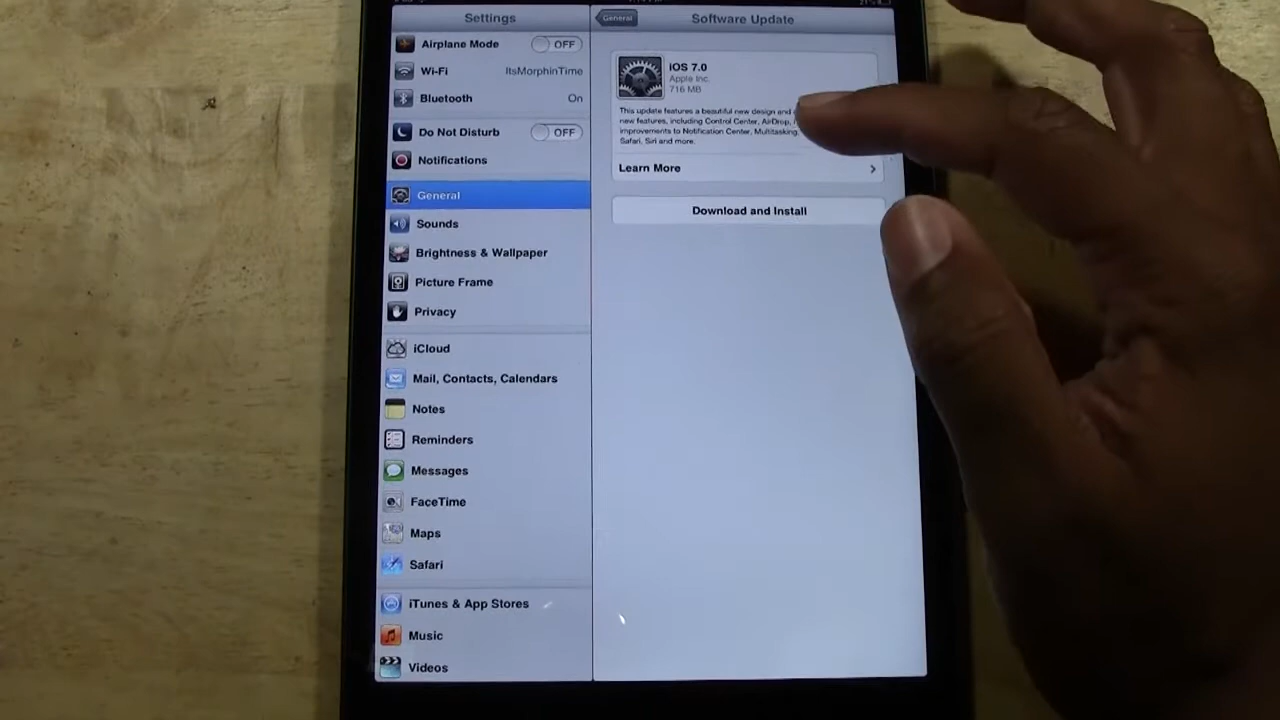 Settings
Airplane Mode OFF
Wi-Fi ItsMorphinTime
Bluetooth On
Do Not Disturb OFF
Notifications
General
Sounds
Brightness & Wallpaper
Picture Frame
Privacy
iCloud
Mail, Contacts, Calendars
Notes
Reminders
Messages
FaceTime
Maps
Safari
iTunes & App Stores
Music
Videos
General Software Update
iOS 7.0
Apple Inc.
716 MB
This update features a beautiful new design and
new features, including Control Center, AirDrop,
improvements to Notification Center, Multitasking,
Safari, Siri and more.
Learn More
Download and Install